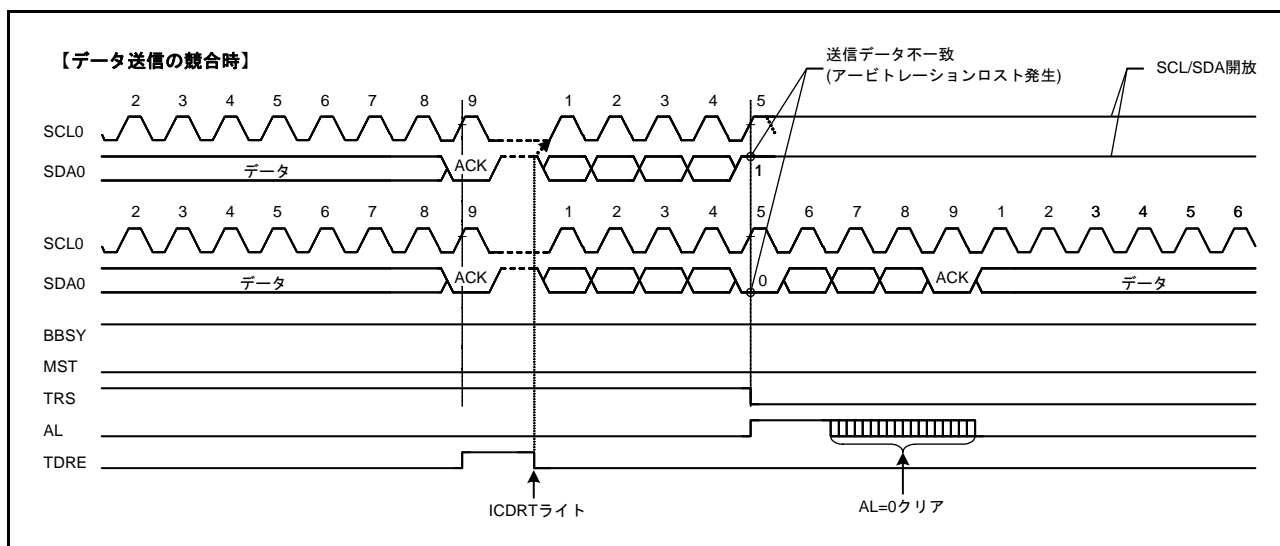 【データ送信の競合時】
送信データ不一致
(アービトレーションロスト発生)
SCL/SDA開放
2 3 4 5 6 7 8 9 1 2 3 4 5
SCL0
SDA0
データ
ACK
1
2 3 4 5 6 7 8 9 1 2 3 4 5 6 7 8 9 1 2 3 4 5 6
SCL0
SDA0
データ
ACK
0
ACK
データ
BBSY
MST
TRS
AL
TDRE
ICDRTライト
AL=0クリア